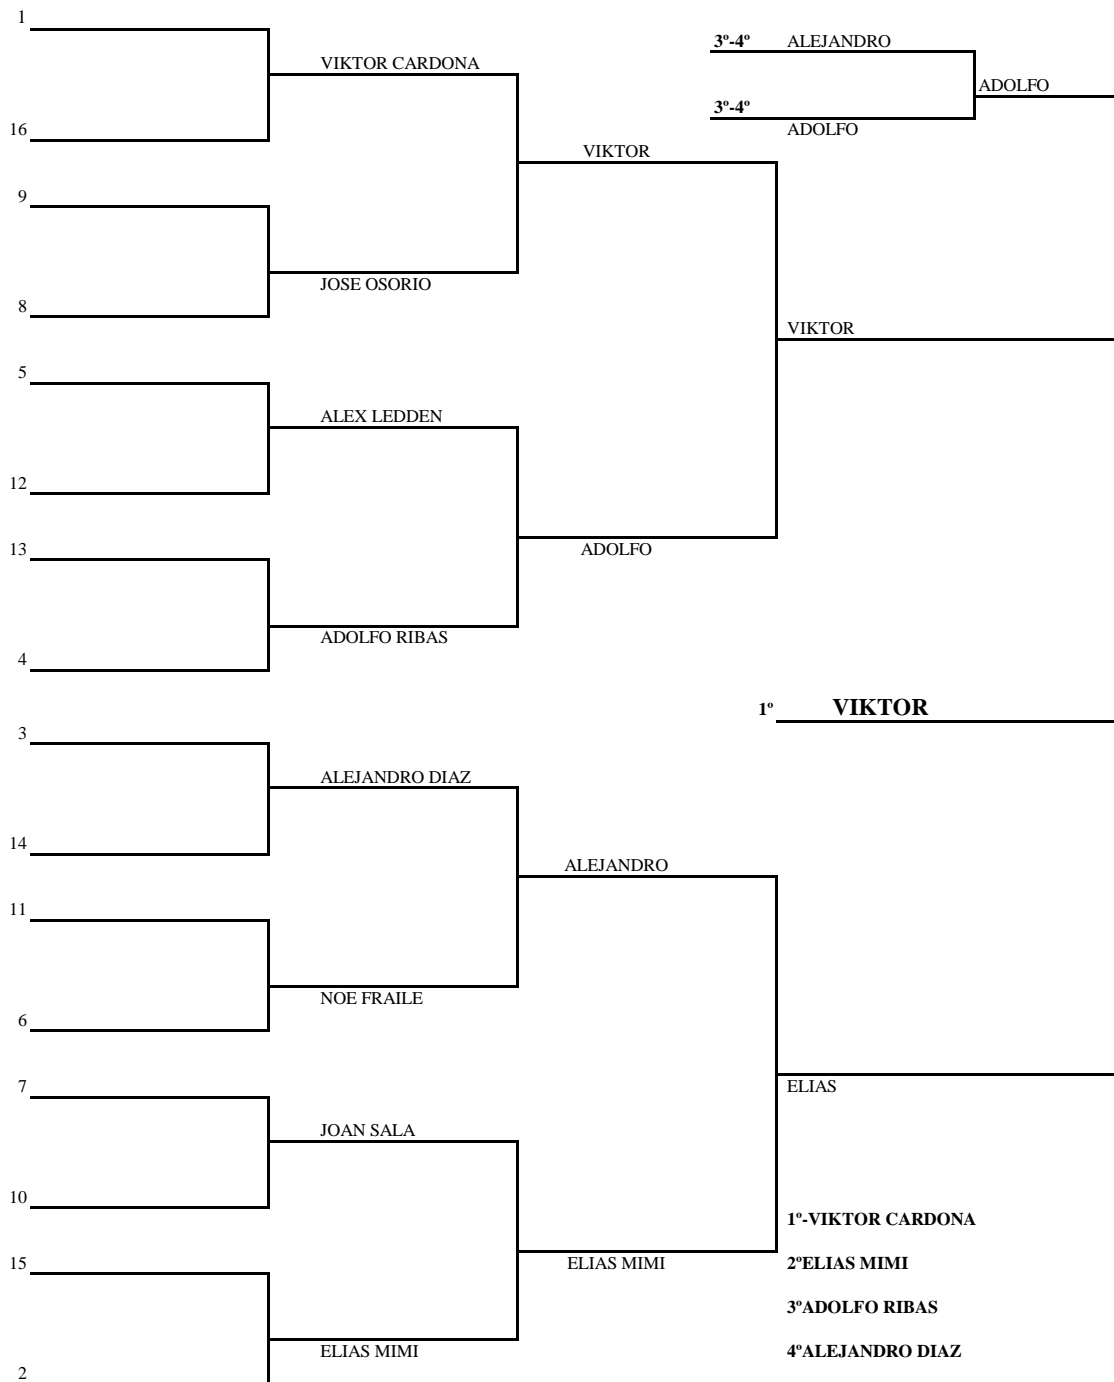 1
3º-4º ALEJANDRO
VIKTOR CARDONA
ADOLFO
3º-4º
16
ADOLFO
VIKTOR
9
JOSE OSORIO
8
VIKTOR
5
ALEX LEDDEN
12
13
ADOLFO
ADOLFO RIBAS
4
1º VIKTOR
3
ALEJANDRO DIAZ
14
ALEJANDRO
11
NOE FRAILE
6
7
ELIAS
JOAN SALA
10
1º-VIKTOR CARDONA
15
ELIAS MIMI
2ºELIAS MIMI
3ºADOLFO RIBAS
ELIAS MIMI
4ºALEJANDRO DIAZ
2